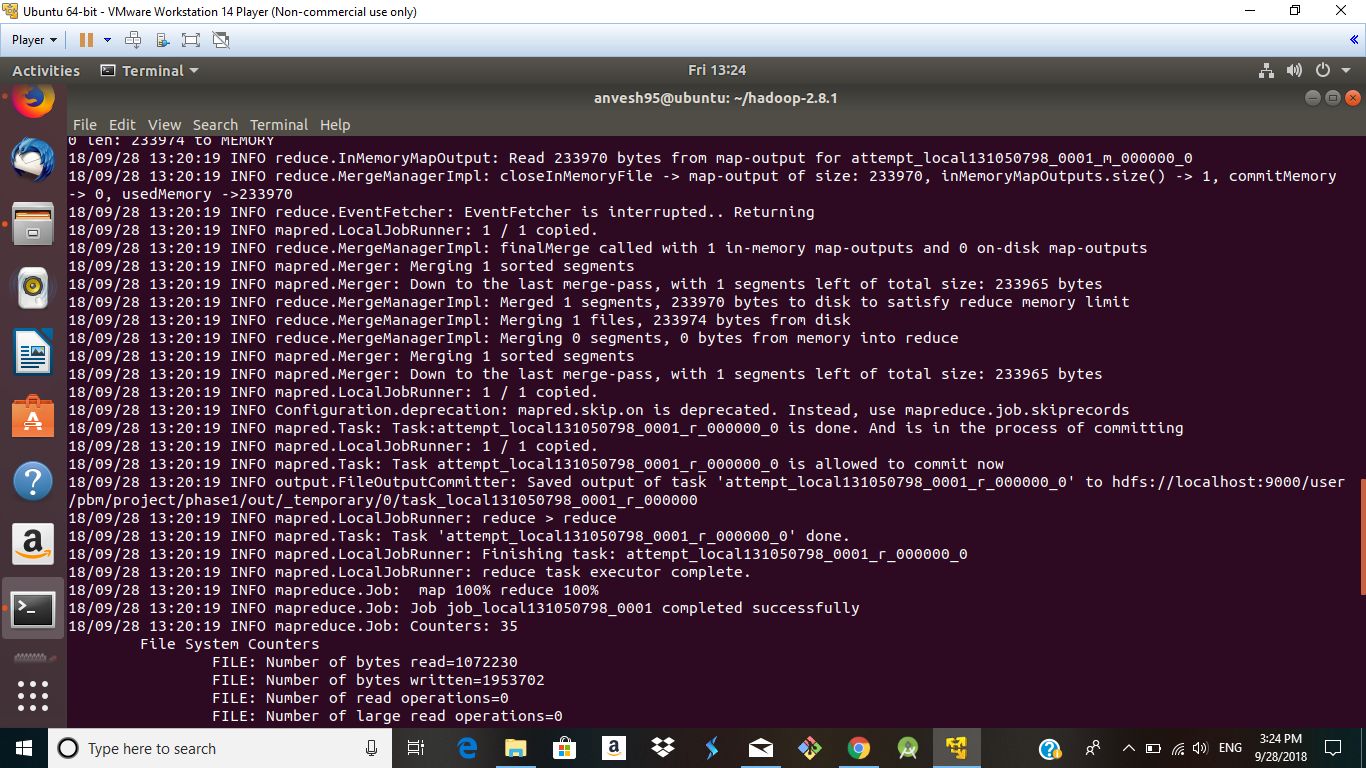 Ubuntu 64-bit - VMware Workstation 14 Player (Non-commercial use only)
Player
Activities
Terminal
Fri 13:24
anvesh95@ubuntu: ~/hadoop-2.8.1
File Edit View Search Terminal Help
0 len: 233974 to MEMORY
18/09/28 13:20:19 INFO reduce.InMemoryMapOutput: Read 233970 bytes from map-output for attempt_local131050798_0001_m_000000_0
18/09/28 13:20:19 INFO reduce.MergeManagerImpl: closeInMemoryFile -> map-output of size: 233970, inMemoryMapOutputs.size() -> 1, commitMemory
-> 0, usedMemory ->233970
18/09/28 13:20:19 INFO reduce.EventFetcher: EventFetcher is interrupted.. Returning
18/09/28 13:20:19 INFO mapred.LocalJobRunner: 1 / 1 copied.
18/09/28 13:20:19 INFO reduce.MergeManagerImpl: finalMerge called with 1 in-memory map-outputs and 0 on-disk map-outputs
18/09/28 13:20:19 INFO mapred.Merger: Merging 1 sorted segments
18/09/28 13:20:19 INFO mapred.Merger: Down to the last merge-pass, with 1 segments left of total size: 233965 bytes
18/09/28 13:20:19 INFO reduce.MergeManagerImpl: Merged 1 segments, 233970 bytes to disk to satisfy reduce memory limit
18/09/28 13:20:19 INFO reduce.MergeManagerImpl: Merging 1 files, 233974 bytes from disk
18/09/28 13:20:19 INFO reduce.MergeManagerImpl: Merging 0 segments, 0 bytes from memory into reduce
18/09/28 13:20:19 INFO mapred.Merger: Merging 1 sorted segments
18/09/28 13:20:19 INFO mapred.Merger: Down to the last merge-pass, with 1 segments left of total size: 233965 bytes
18/09/28 13:20:19 INFO mapred.LocalJobRunner: 1 / 1 copied.
18/09/28 13:20:19 INFO Configuration.deprecation: mapred.skip.on is deprecated. Instead, use mapreduce.job.skiprecords
18/09/28 13:20:19 INFO mapred.Task: Task:attempt_local131050798_0001_r_000000_0 is done. And is in the process of committing
18/09/28 13:20:19 INFO mapred.LocalJobRunner: 1 / 1 copied.
18/09/28 13:20:19 INFO mapred.Task: Task attempt_local131050798_0001_r_000000_0 is allowed to commit now
18/09/28 13:20:19 INFO output.FileOutputCommitter: Saved output of task 'attempt_local131050798_0001_r_000000_0' to hdfs://localhost:9000/user
/pbm/project/phase1/out/_temporary/0/task_local131050798_0001_r_000000
18/09/28 13:20:19 INFO mapred.LocalJobRunner: reduce > reduce
18/09/28 13:20:19 INFO mapred.Task: Task 'attempt_local131050798_0001_r_000000_0' done.
18/09/28 13:20:19 INFO mapred.LocalJobRunner: Finishing task: attempt_local131050798_0001_r_000000_0
18/09/28 13:20:19 INFO mapred.LocalJobRunner: reduce task executor complete.
18/09/28 13:20:19 INFO mapreduce.Job:  map 100% reduce 100%
18/09/28 13:20:19 INFO mapreduce.Job: Job job_local131050798_0001 completed successfully
18/09/28 13:20:19 INFO mapreduce.Job: Counters: 35
File System Counters
FILE: Number of bytes read=1072230
FILE: Number of bytes written=1953702
FILE: Number of read operations=0
FILE: Number of large read operations=0
Type here to search
ENG
3:24 PM
9/28/2018